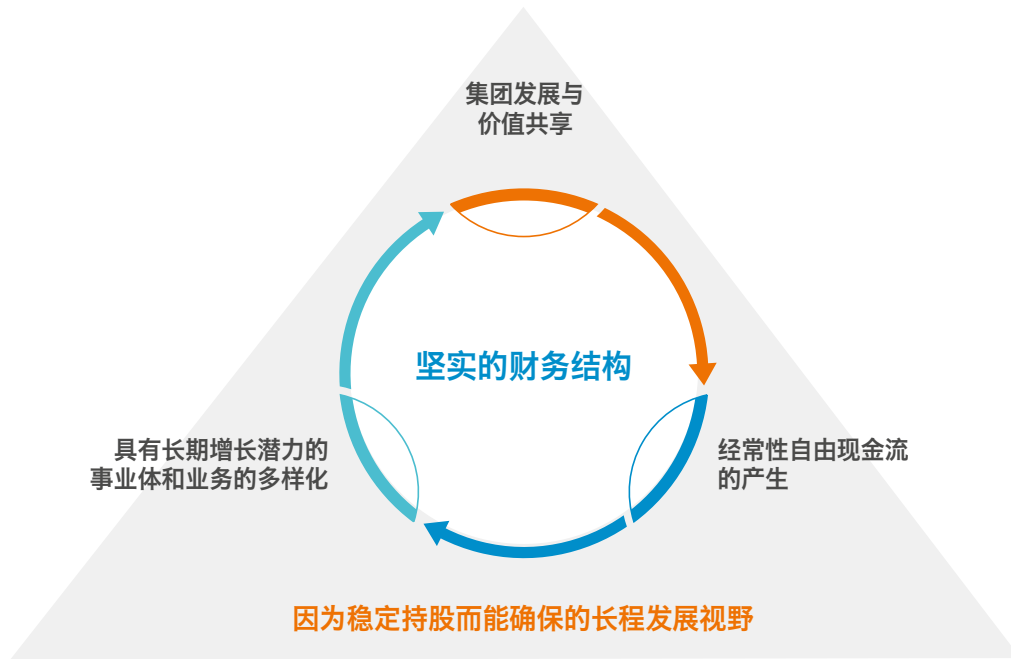 集团发展与
价值共享
坚实的财务结构
具有长期增长潜力的
事业体和业务的多样化
经常性自由现金流
的产生
因为稳定持股而能确保的长程发展视野